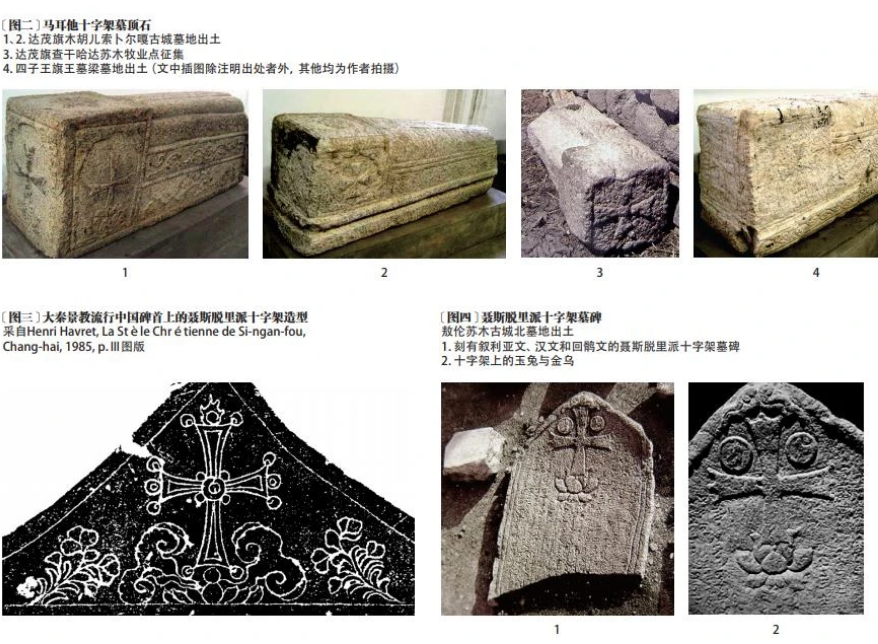 〔图二〕马耳他十字架墓顶石
1、2. 达茂旗木胡儿索卜尔嘎古城墓地出土
3. 达茂旗查干哈达苏木牧业点征集
4. 四子王旗王墓梁墓地出土（文中插图除注明出处者外，其他均为作者拍摄）
1
2
3
4
〔图三〕大秦景教流行中国碑首上的聂斯脱里派十字架造型
采自Henri Havret, La St è le Chr é tienne de Si-ngan-fou,
Chang-hai, 1985, p. III 图版
〔图四〕聂斯脱里派十字架墓碑
敖伦苏木古城北墓地出土
1. 刻有叙利亚文、汉文和回鹘文的聂斯脱里派十字架墓碑
2. 十字架上的玉兔与金乌
1
2